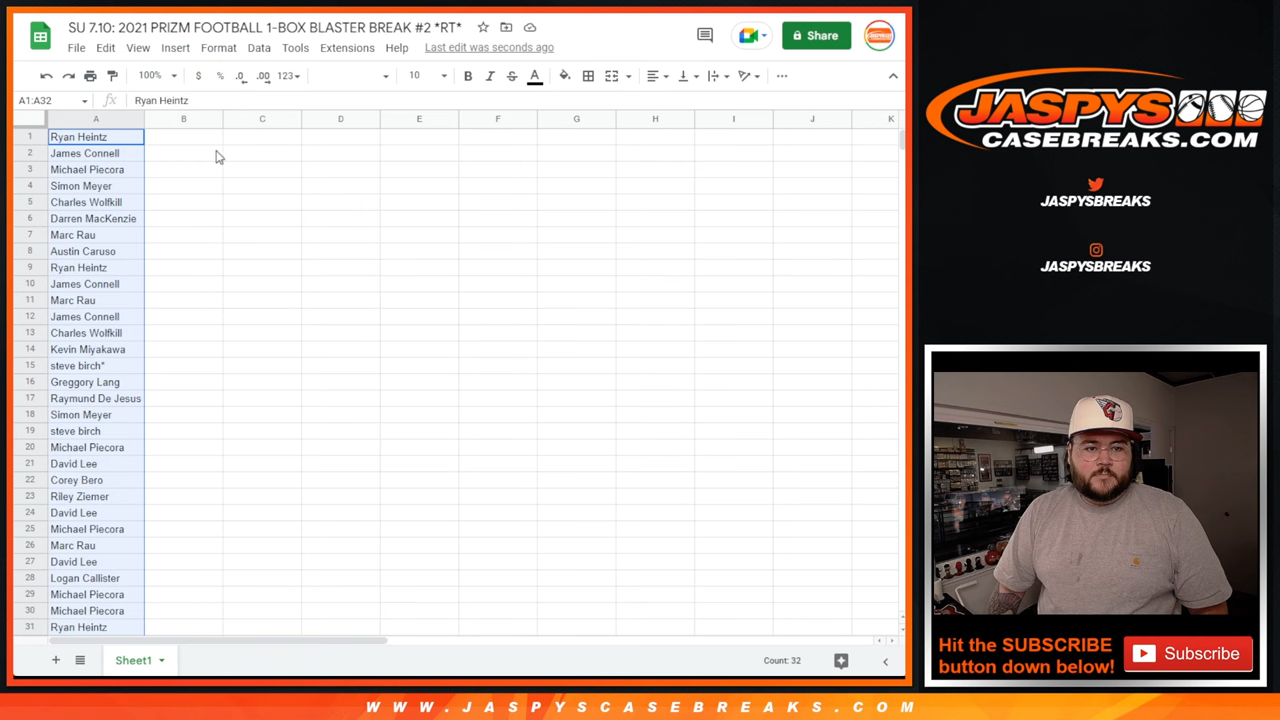 SU 7.10: 2021 PRIZM FOOTBALL 1-BOX BLASTER BREAK #2 *RT*
File Edit View Insert Format Data Tools Extensions Help Last edit was seconds ago
Share
100% $ % .0 .00 123 10 B I S A
A1:A32 fx Ryan Heintz
A B C D E F G H I J K
1 Ryan Heintz
2 James Connell
3 Michael Piecora
4 Simon Meyer
5 Charles Wolfkill
6 Darren MacKenzie
7 Marc Rau
8 Austin Caruso
9 Ryan Heintz
10 James Connell
11 Marc Rau
12 James Connell
13 Charles Wolfkill
14 Kevin Miyakawa
15 steve birch*
16 Greggory Lang
17 Raymund De Jesus
18 Simon Meyer
19 steve birch
20 Michael Piecora
21 David Lee
22 Corey Bero
23 Riley Ziemer
24 David Lee
25 Michael Piecora
26 Marc Rau
27 David Lee
28 Logan Callister
29 Michael Piecora
30 Michael Piecora
31 Ryan Heintz
Sheet1
Count: 32
JASPYS
CASEBREAKS.COM
JASPYSBREAKS
JASPYSBREAKS
Hit the SUBSCRIBE
button down below!
Subscribe
WWW.JASPYSCASEBREAKS.COM